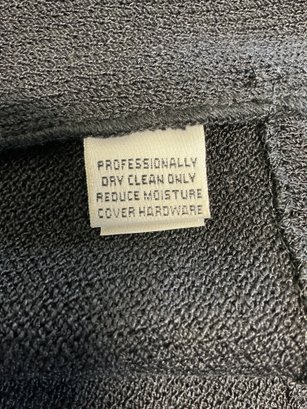 PROFESSIONALLY
DRY CLEAN ONLY
REDUCE MOISTURE
COVER HARDWARE